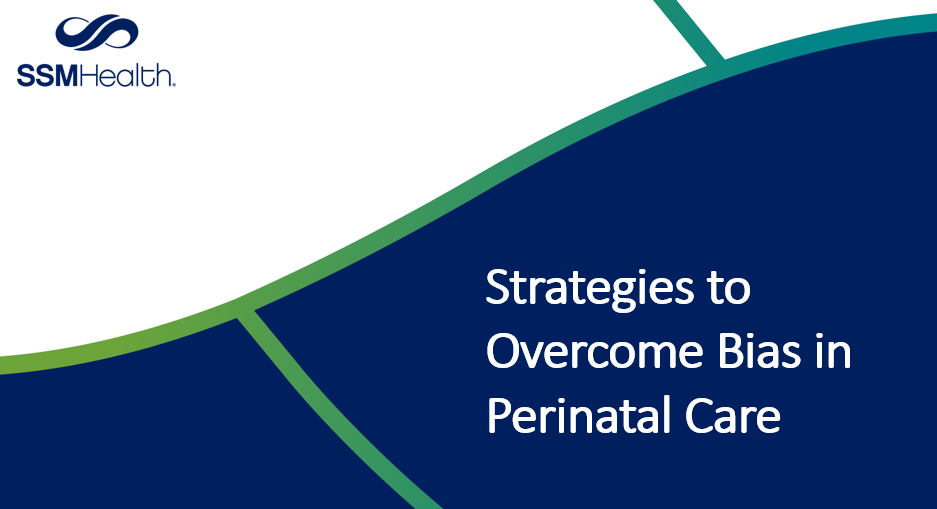 SSMHealth®
Strategies to
Overcome Bias in
Perinatal Care